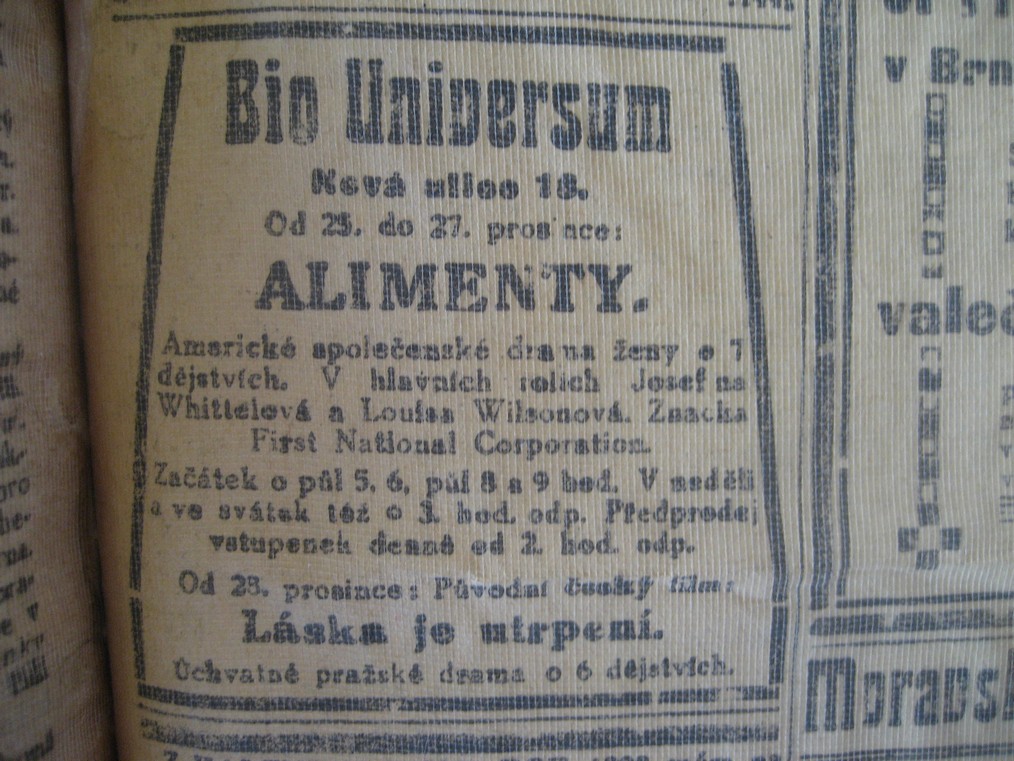 Bio Universum
Nová ulice 18.
Od 25. do 27. prosince:
ALIMENTY.
Americké společenské drama ženy o 7
dějstvích. V hlavních rolích Josefina
Whittelová a Louisa Wilsonová. Značka
First National Corporation.
Začátek o půl 5, 6, půl 8 a 9 hod. V neděli
a ve svátek též o 3. hod. odp. Předprodej
vstupenek denně od 2. hod. odp.
Od 28. prosince: Původní český film:
Láska je utrpení.
Úchvatné pražské drama o 6 dějstvích.
v Brn
valeč
Moravs